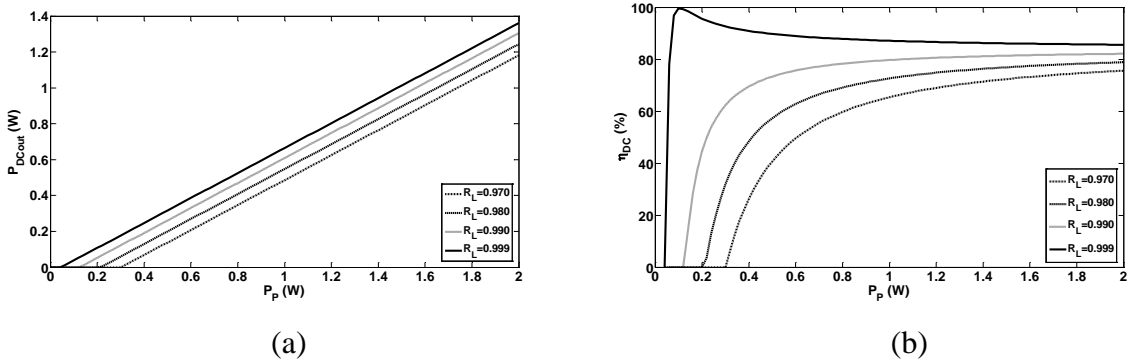 1.4
1.2
1
0.8
0.6
0.4
0.2
0
P_DCout (W)
0 0.2 0.4 0.6 0.8 1 1.2 1.4 1.6 1.8 2
P_P (W)
R_L=0.970
R_L=0.980
R_L=0.990
R_L=0.999
(a)
100
80
60
40
20
0
η_DC (%)
0 0.2 0.4 0.6 0.8 1 1.2 1.4 1.6 1.8 2
P_P (W)
R_L=0.970
R_L=0.980
R_L=0.990
R_L=0.999
(b)